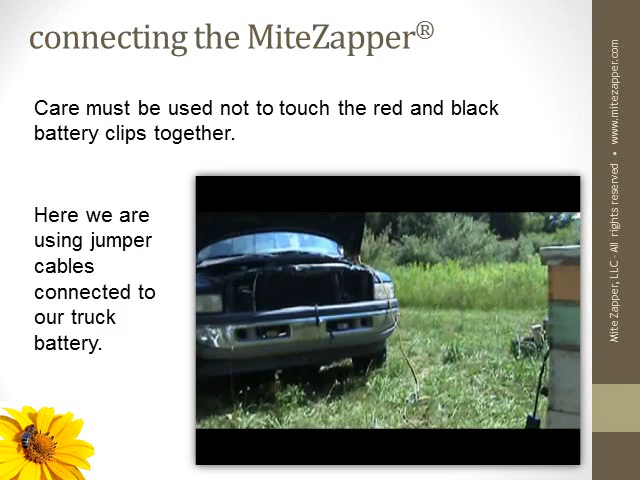 connecting the MiteZapper®
Care must be used not to touch the red and black
battery clips together.
Here we are
using jumper
cables
connected to
our truck
battery.
Mite Zapper, LLC - All rights reserved • www.mitezapper.com